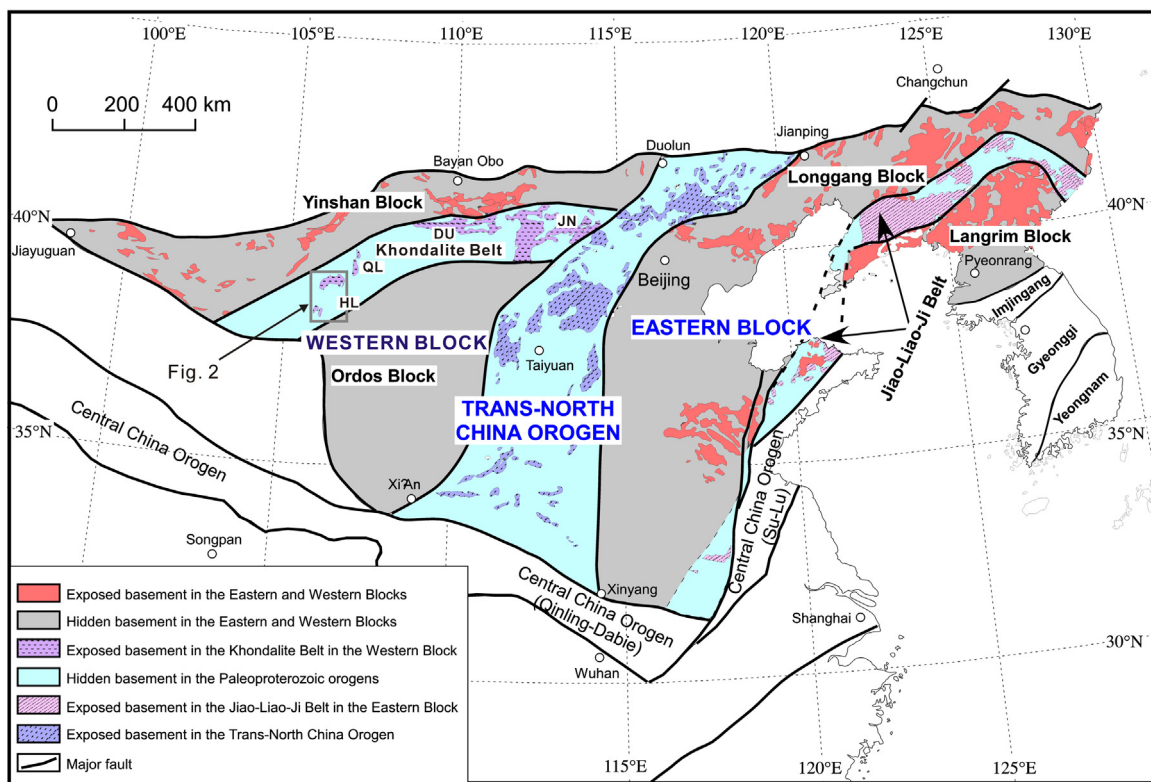 100°E
105°E
110°E
115°E
120°E
125°E
130°E
0 200 400 km
Changchun
Duolun
Jianping
Bayan Obo
Longgang Block
Yinshan Block
40°N
40°N
JN
DU
Khondalite Belt
Langrim Block
Jiayuguan
QL
Beijing
Pyeonrang
HL
Imjingang
EASTERN BLOCK
WESTERN BLOCK
Jiao-Liao-Ji Belt
Gyeonggi
Fig. 2
Taiyuan
Ordos Block
Yeongnam
TRANS-NORTH
CHINA OROGEN
35°N
35°N
Central China Orogen
Xi?An
Songpan
Central China Orogen
(Su-Lu)
Xinyang
Central China Orogen
(Qinling-Dabie)
Shanghai
30°N
Wuhan
Exposed basement in the Eastern and Western Blocks
Hidden basement in the Eastern and Western Blocks
Exposed basement in the Khondalite Belt in the Western Block
Hidden basement in the Paleoproterozoic orogens
Exposed basement in the Jiao-Liao-Ji Belt in the Eastern Block
Exposed basement in the Trans-North China Orogen
Major fault
115°E
120°E
125°E